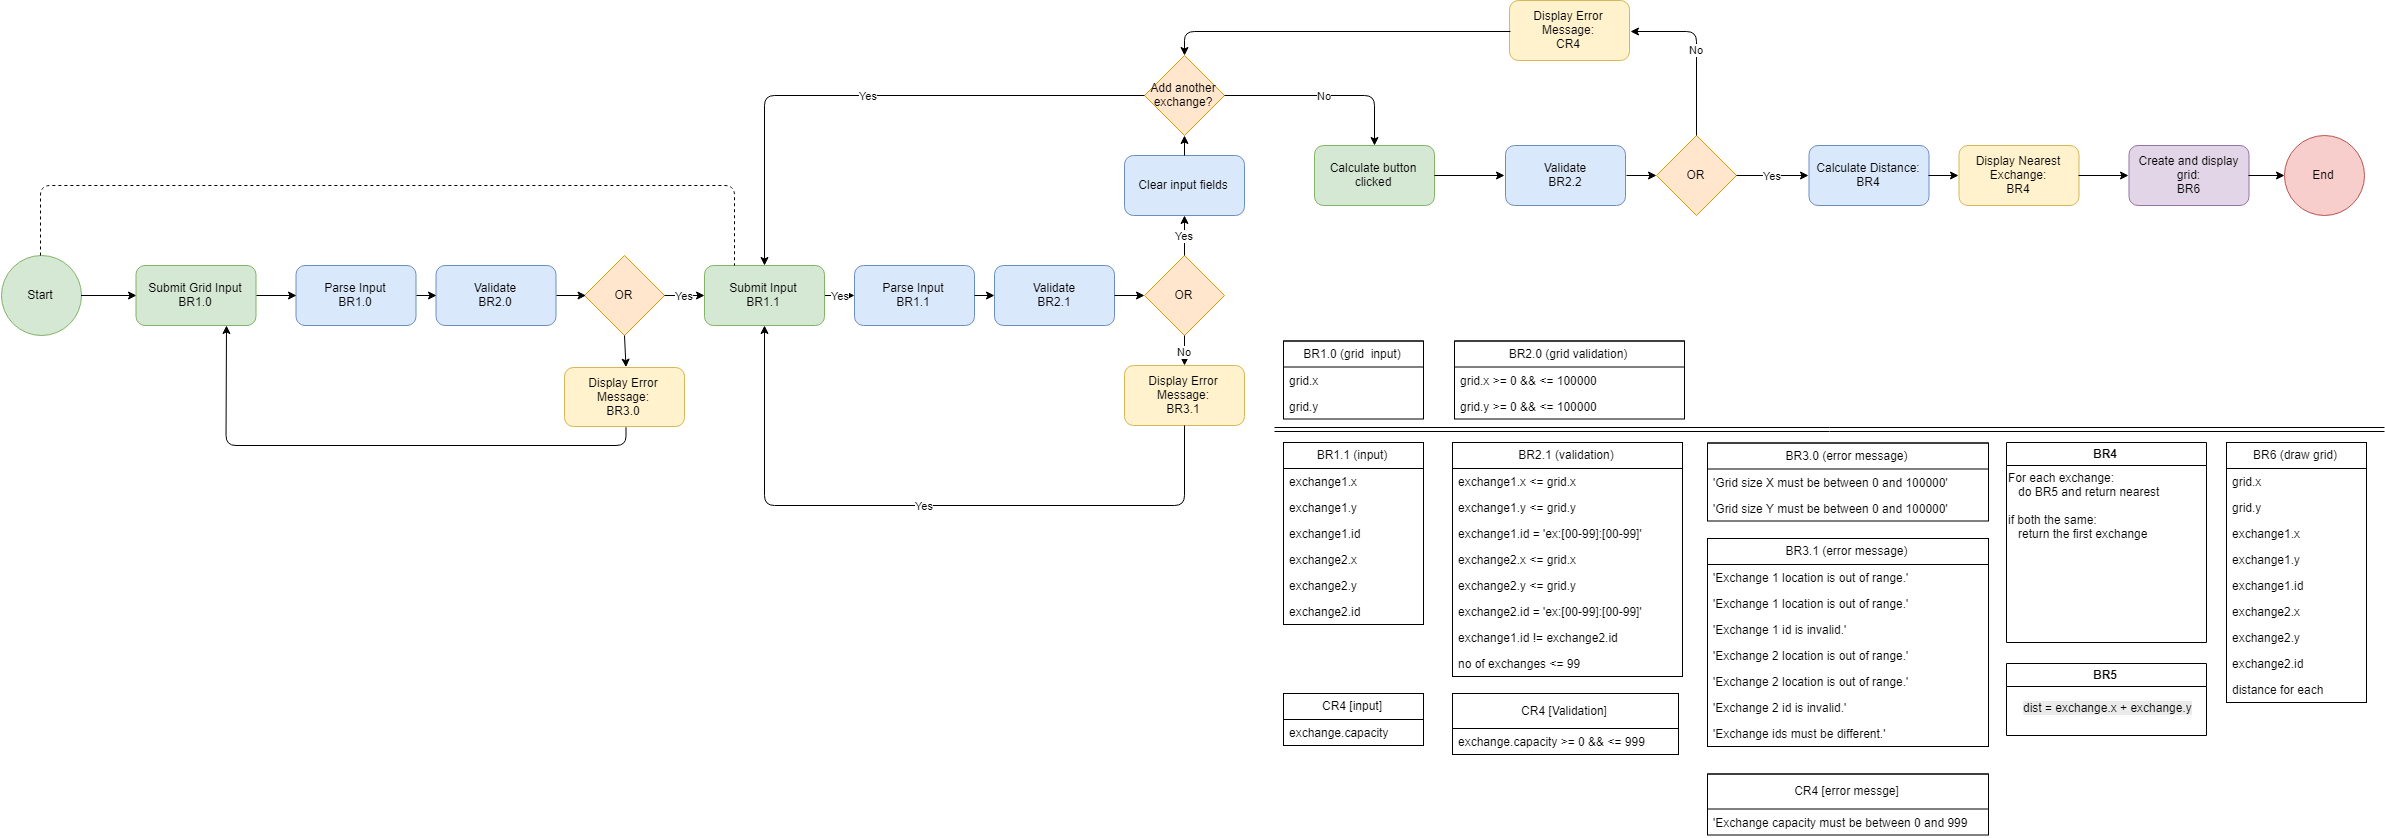 Display Error
Message:
CR4
No
Add another
exchange?
Yes
No
Clear input fields
Calculate button
clicked
Validate
BR2.2
OR
Yes
Calculate Distance:
BR4
Display Nearest
Exchange:
BR4
Create and display
grid:
BR6
End
Yes
Start
Submit Grid Input
BR1.0
Parse Input
BR1.0
Validate
BR2.0
OR
Yes
Submit Input
BR1.1
Yes
Parse Input
BR1.1
Validate
BR2.1
OR
No
Display Error
Message:
BR3.0
Display Error
Message:
BR3.1
Yes
BR1.0 (grid input)
grid.x
grid.y
BR2.0 (grid validation)
grid.x >= 0 && <= 100000
grid.y >= 0 && <= 100000
BR1.1 (input)
exchange1.x
exchange1.y
exchange1.id
exchange2.x
exchange2.y
exchange2.id
BR2.1 (validation)
exchange1.x <= grid.x
exchange1.y <= grid.y
exchange1.id = 'ex:[00-99]:[00-99]'
exchange2.x <= grid.x
exchange2.y <= grid.y
exchange2.id = 'ex:[00-99]:[00-99]'
exchange1.id != exchange2.id
no of exchanges <= 99
BR3.0 (error message)
'Grid size X must be between 0 and 100000'
'Grid size Y must be between 0 and 100000'
BR3.1 (error message)
'Exchange 1 location is out of range.'
'Exchange 1 location is out of range.'
'Exchange 1 id is invalid.'
'Exchange 2 location is out of range.'
'Exchange 2 location is out of range.'
'Exchange 2 id is invalid.'
'Exchange ids must be different.'
BR4
For each exchange:
do BR5 and return nearest
if both the same:
return the first exchange
BR5
dist = exchange.x + exchange.y
BR6 (draw grid)
grid.x
grid.y
exchange1.x
exchange1.y
exchange1.id
exchange2.x
exchange2.y
exchange2.id
distance for each
CR4 [input]
exchange.capacity
CR4 [Validation]
exchange.capacity >= 0 && <= 999
CR4 [error messge]
'Exchange capacity must be between 0 and 999